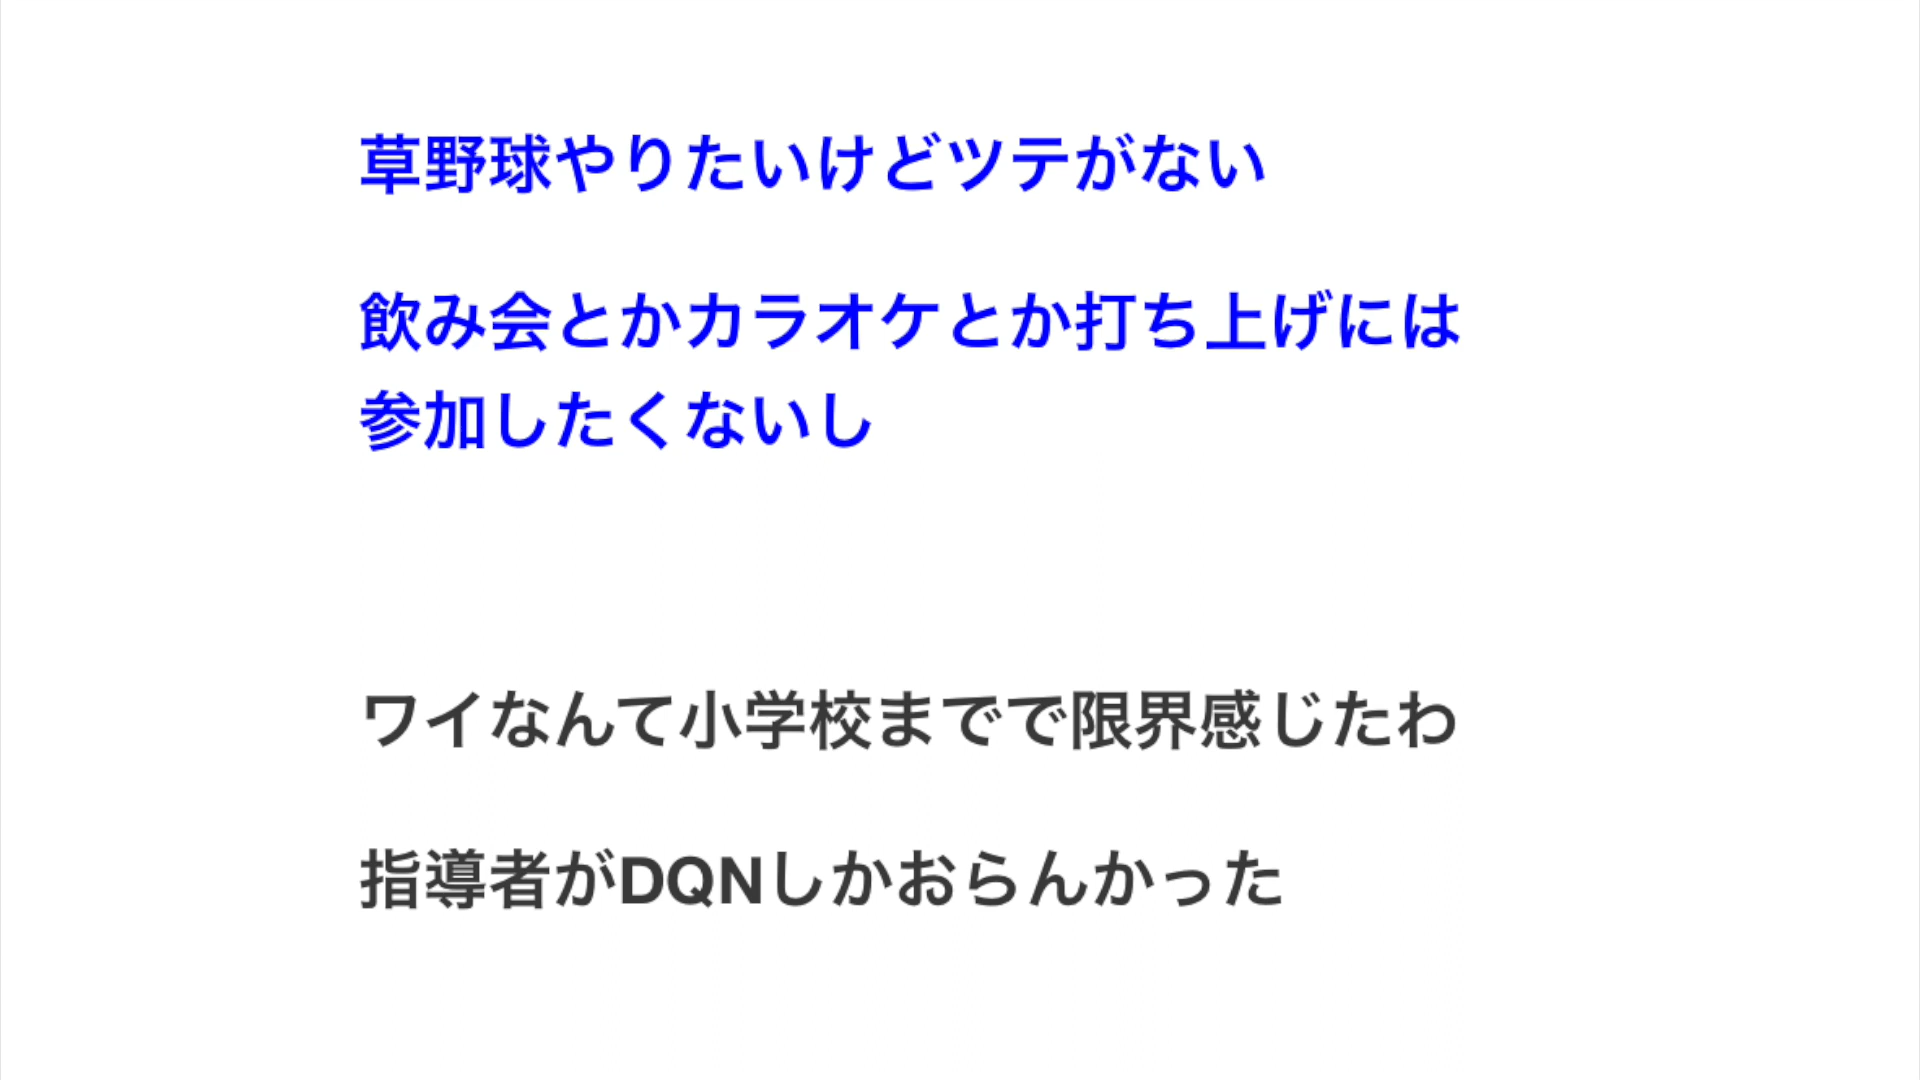 草野球やりたいけどツテがない
飲み会とかカラオケとか打ち上げには
参加したくないし
ワイなんて小学校までで限界感じたわ
指導者がDQNしかおらんかった